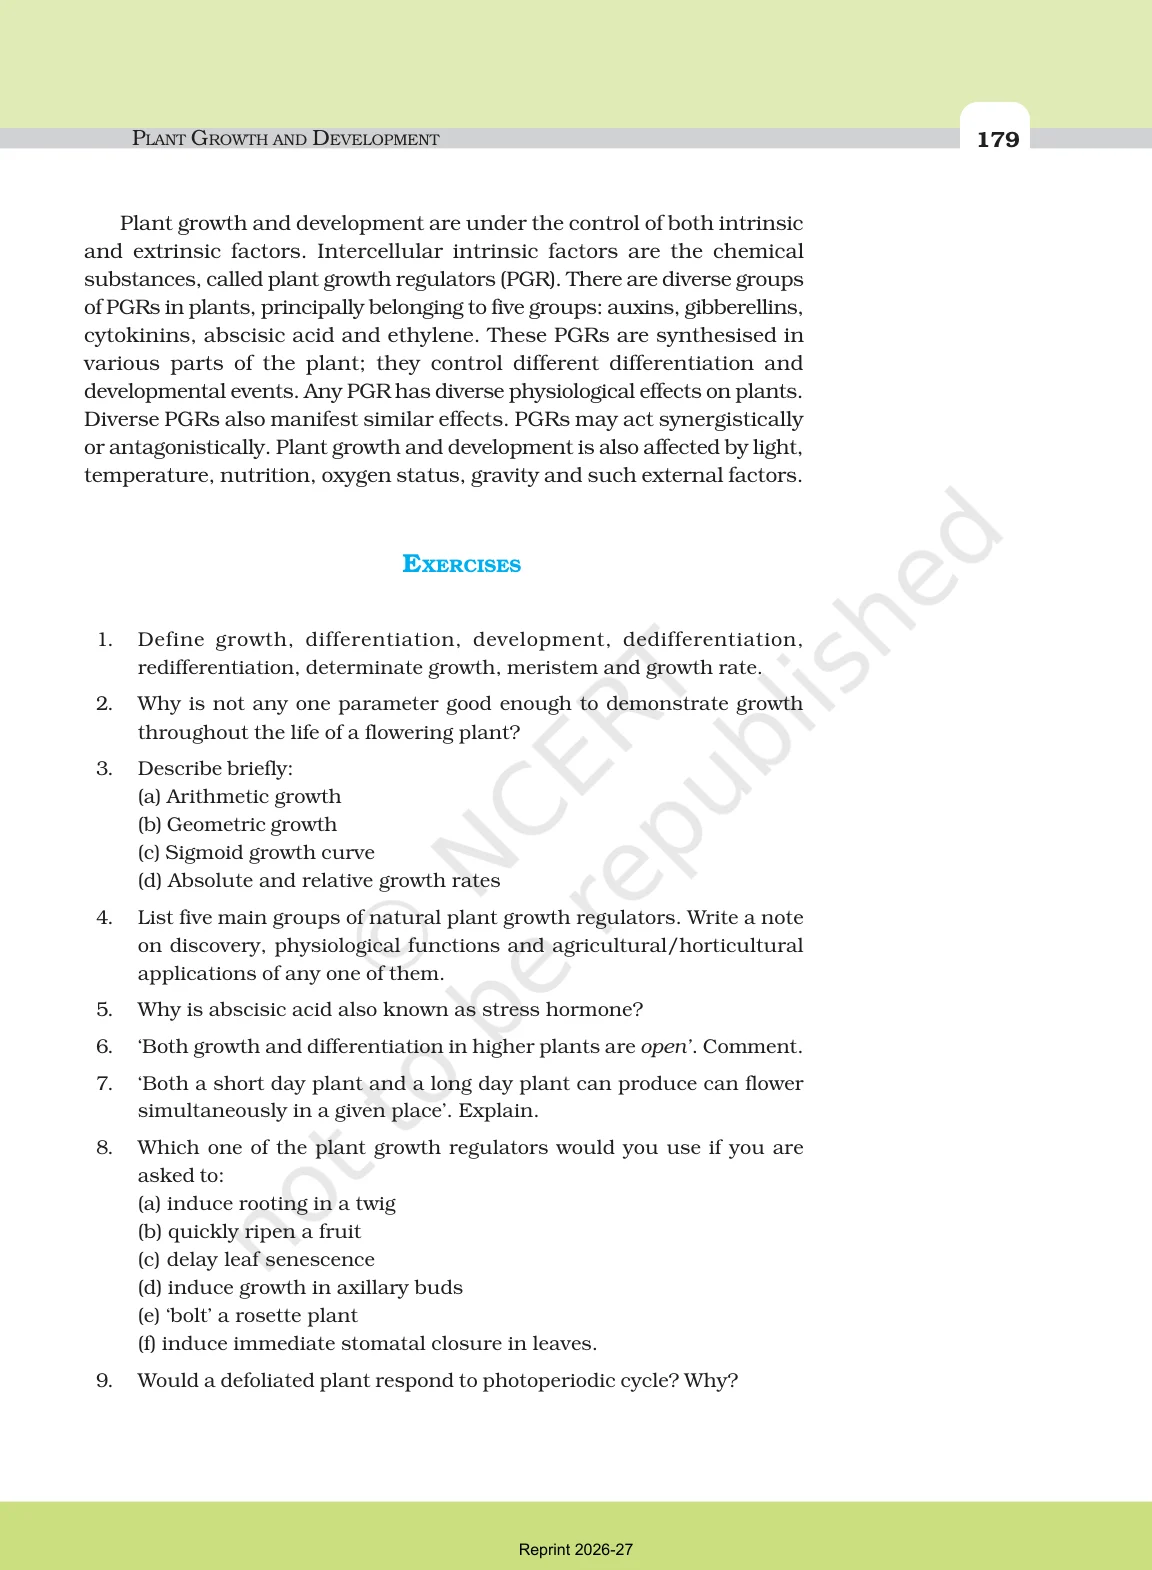 PLANT GROWTH AND DEVELOPMENT
179
Plant growth and development are under the control of both intrinsic
and extrinsic factors. Intercellular intrinsic factors are the chemical
substances, called plant growth regulators (PGR). There are diverse groups
of PGRs in plants, principally belonging to five groups: auxins, gibberellins,
cytokinins, abscisic acid and ethylene. These PGRs are synthesised in
various parts of the plant; they control different differentiation and
developmental events. Any PGR has diverse physiological effects on plants.
Diverse PGRs also manifest similar effects. PGRs may act synergistically
or antagonistically. Plant growth and development is also affected by light,
temperature, nutrition, oxygen status, gravity and such external factors.
EXERCISES
1. Define growth, differentiation, development, dedifferentiation,
redifferentiation, determinate growth, meristem and growth rate.
2. Why is not any one parameter good enough to demonstrate growth
throughout the life of a flowering plant?
3. Describe briefly:
(a) Arithmetic growth
(b) Geometric growth
(c) Sigmoid growth curve
(d) Absolute and relative growth rates
4. List five main groups of natural plant growth regulators. Write a note
on discovery, physiological functions and agricultural/horticultural
applications of any one of them.
5. Why is abscisic acid also known as stress hormone?
6. ‘Both growth and differentiation in higher plants are open’. Comment.
7. ‘Both a short day plant and a long day plant can produce can flower
simultaneously in a given place’. Explain.
8. Which one of the plant growth regulators would you use if you are
asked to:
(a) induce rooting in a twig
(b) quickly ripen a fruit
(c) delay leaf senescence
(d) induce growth in axillary buds
(e) ‘bolt’ a rosette plant
(f) induce immediate stomatal closure in leaves.
9. Would a defoliated plant respond to photoperiodic cycle? Why?
© NCERT
not to be republished
Reprint 2026-27